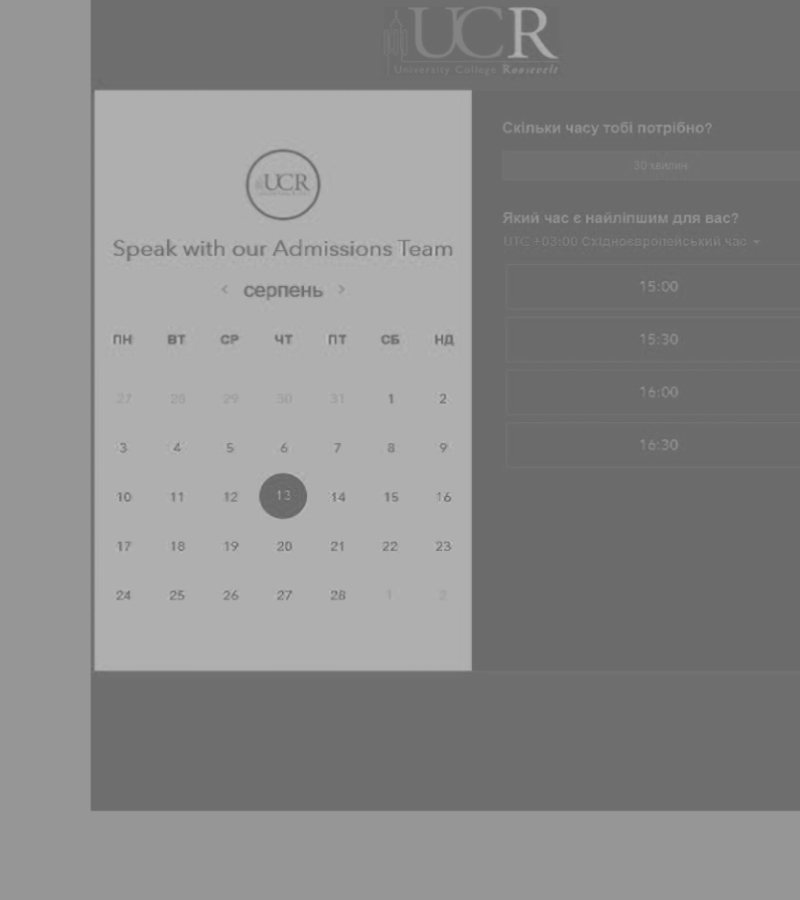 UCR
University College Roosevelt
UCR
Speak with our Admissions Team
< серпень >
ПН ВТ СР ЧТ ПТ СБ НД
27 28 29 30 31 1 2
3 4 5 6 7 8 9
10 11 12 13 14 15 16
17 18 19 20 21 22 23
24 25 26 27 28 1 2
Скільки часу тобі потрібно?
30 хвилин
Який час є найліпшим для вас?
UTC +03:00 Східноєвропейський час
15:00
15:30
16:00
16:30